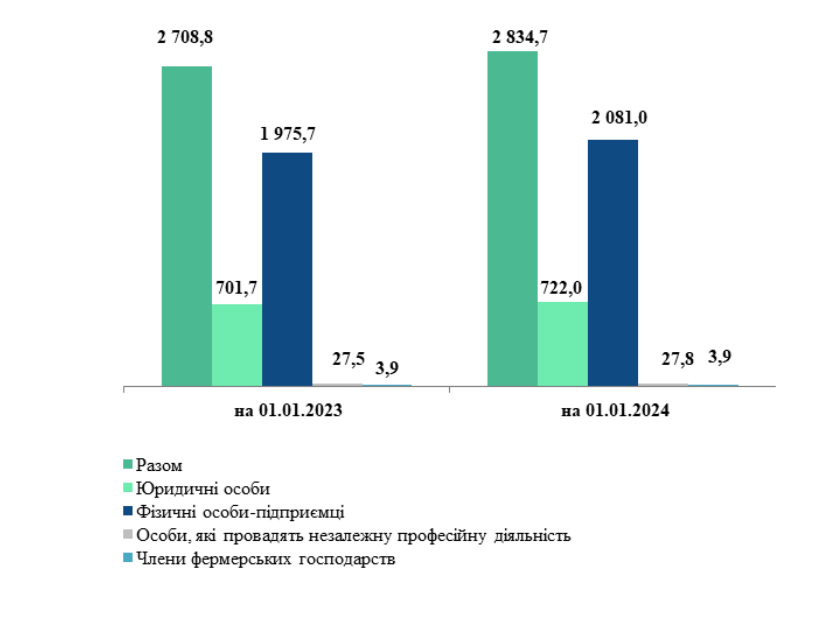 2 708,8
2 834,7
1 975,7
2 081,0
701,7
722,0
27,5
3,9
27,8
3,9
на 01.01.2023
на 01.01.2024
Разом
Юридичні особи
Фізичні особи-підприємці
Особи, які провадять незалежну професійну діяльність
Члени фермерських господарств